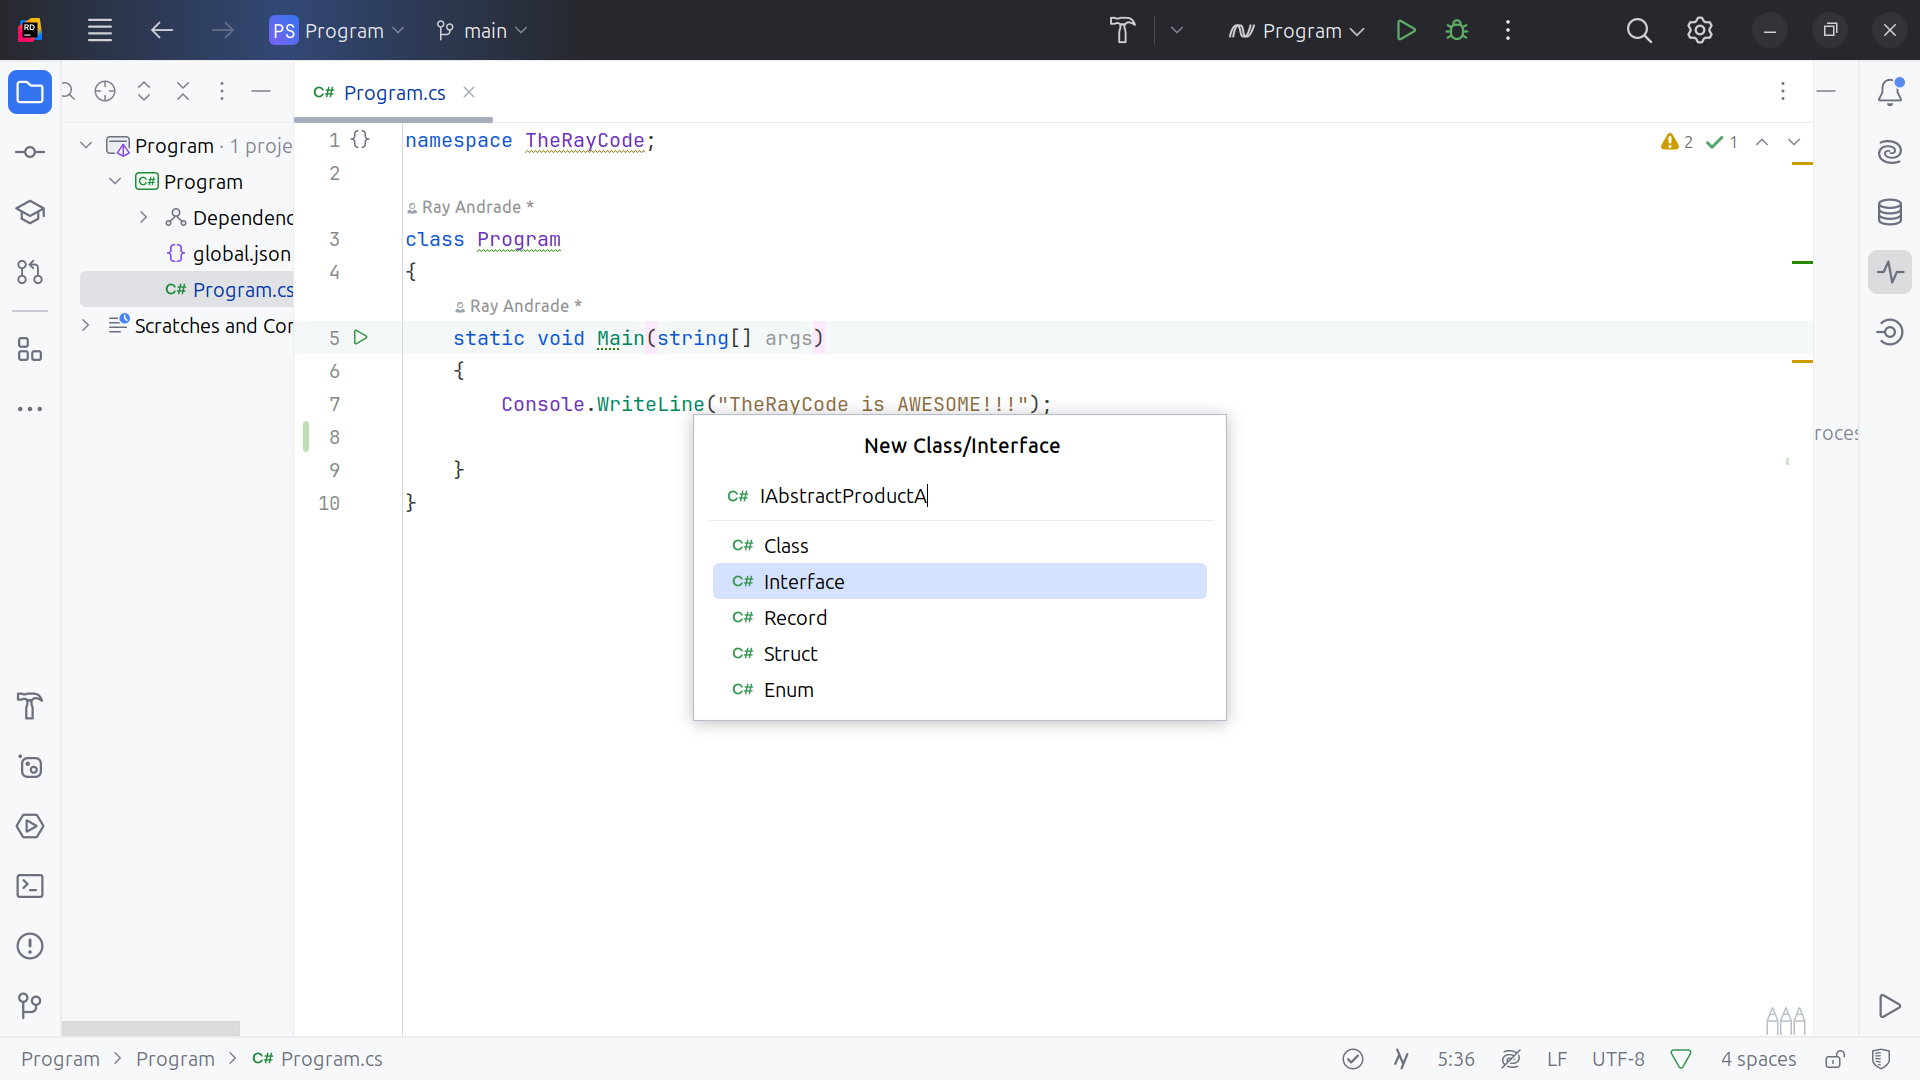 RD
PS Program
main
Program
C# Program.cs
Program · 1 proje
C# Program
Dependenc
{} global.json
C# Program.cs
Scratches and Con
1 {} namespace TheRayCode;
2
Ray Andrade *
3 class Program
4 {
Ray Andrade *
5 static void Main(string[] args)
6 {
7 Console.WriteLine("TheRayCode is AWESOME!!!");
8
9 }
10 }
2 1
roces
New Class/Interface
C# IAbstractProductA
C# Class
C# Interface
C# Record
C# Struct
C# Enum
Program > Program > C# Program.cs
5:36 LF UTF-8 4 spaces